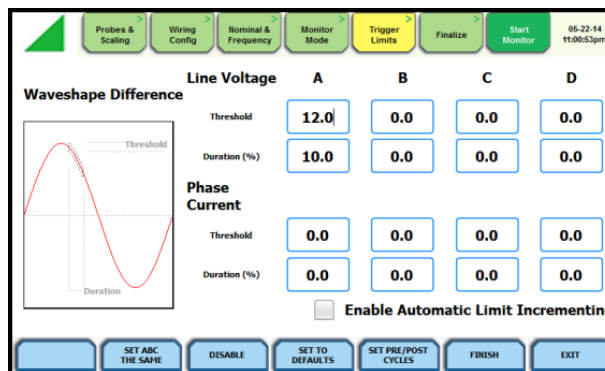 Probes &
Scaling
Wiring
Config
Nominal &
Frequency
Monitor
Mode
Trigger
Limits
Finalize
Start
Monitor
05-22-14
11:00:53pm
Line Voltage A B C D
Waveshape Difference
Threshold 12.0 0.0 0.0 0.0
Duration (%) 10.0 0.0 0.0 0.0
Threshold
Duration
Phase
Current
Threshold 0.0 0.0 0.0 0.0
Duration (%) 0.0 0.0 0.0 0.0
Enable Automatic Limit Incrementin
SET ABC
THE SAME
DISABLE
SET TO
DEFAULTS
SET PRE/POST
CYCLES
FINISH
EXIT